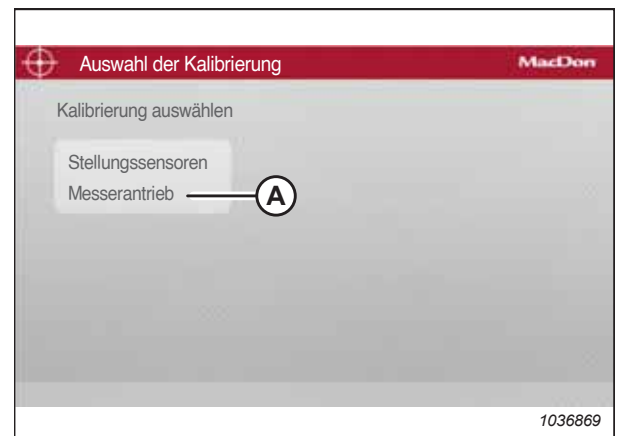 Auswahl der Kalibrierung MacDon
Kalibrierung auswählen
Stellungssensoren
Messerantrieb A
1036869